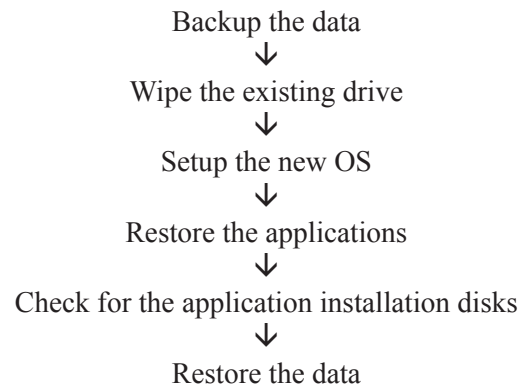 Backup the data
↓
Wipe the existing drive
↓
Setup the new OS
↓
Restore the applications
↓
Check for the application installation disks
↓
Restore the data